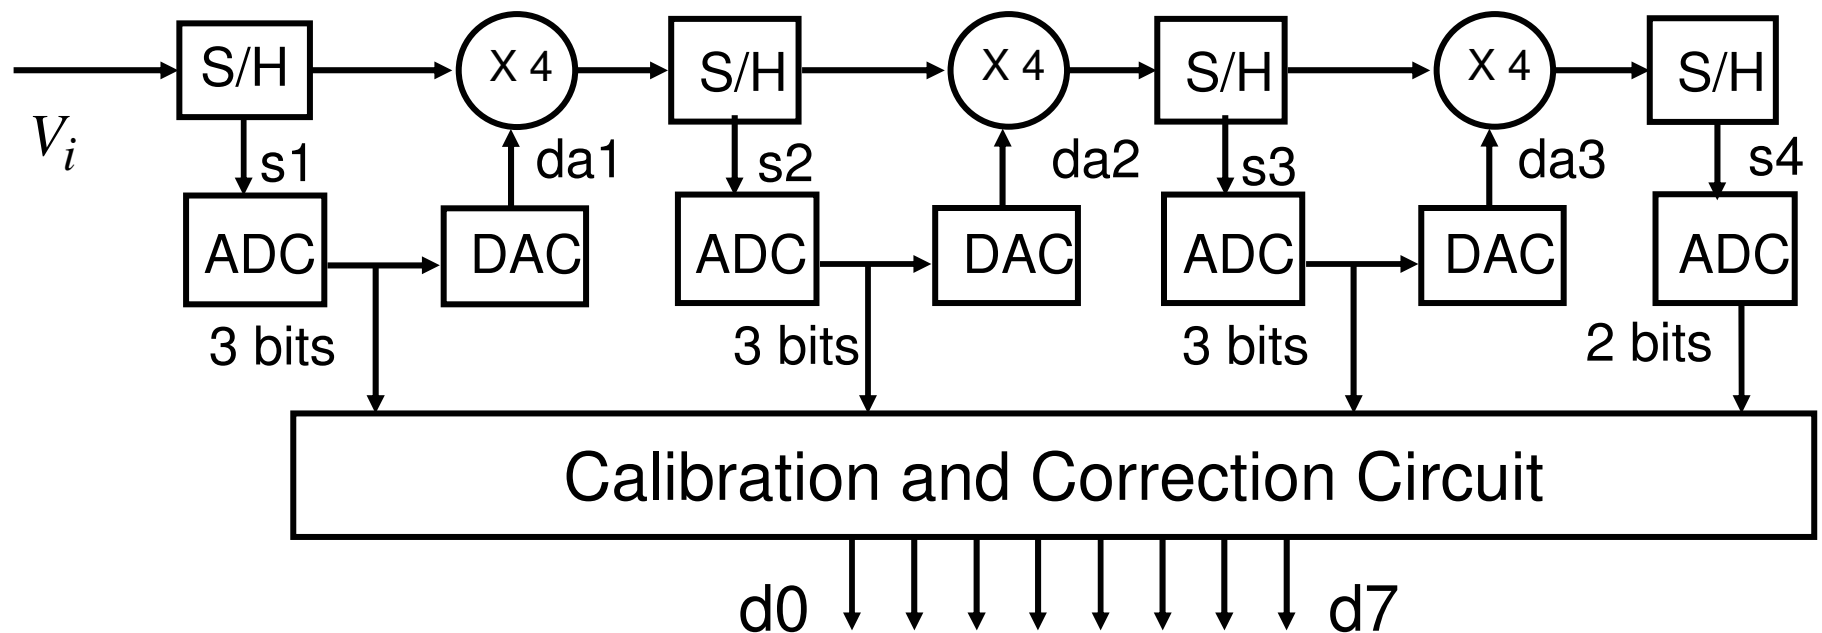 S/H X 4 S/H X 4 S/H X 4 S/H
Vi s1 da1 s2 da2 s3 da3 s4
ADC DAC ADC DAC ADC DAC ADC
3 bits 3 bits 3 bits 2 bits
Calibration and Correction Circuit
d0 d7